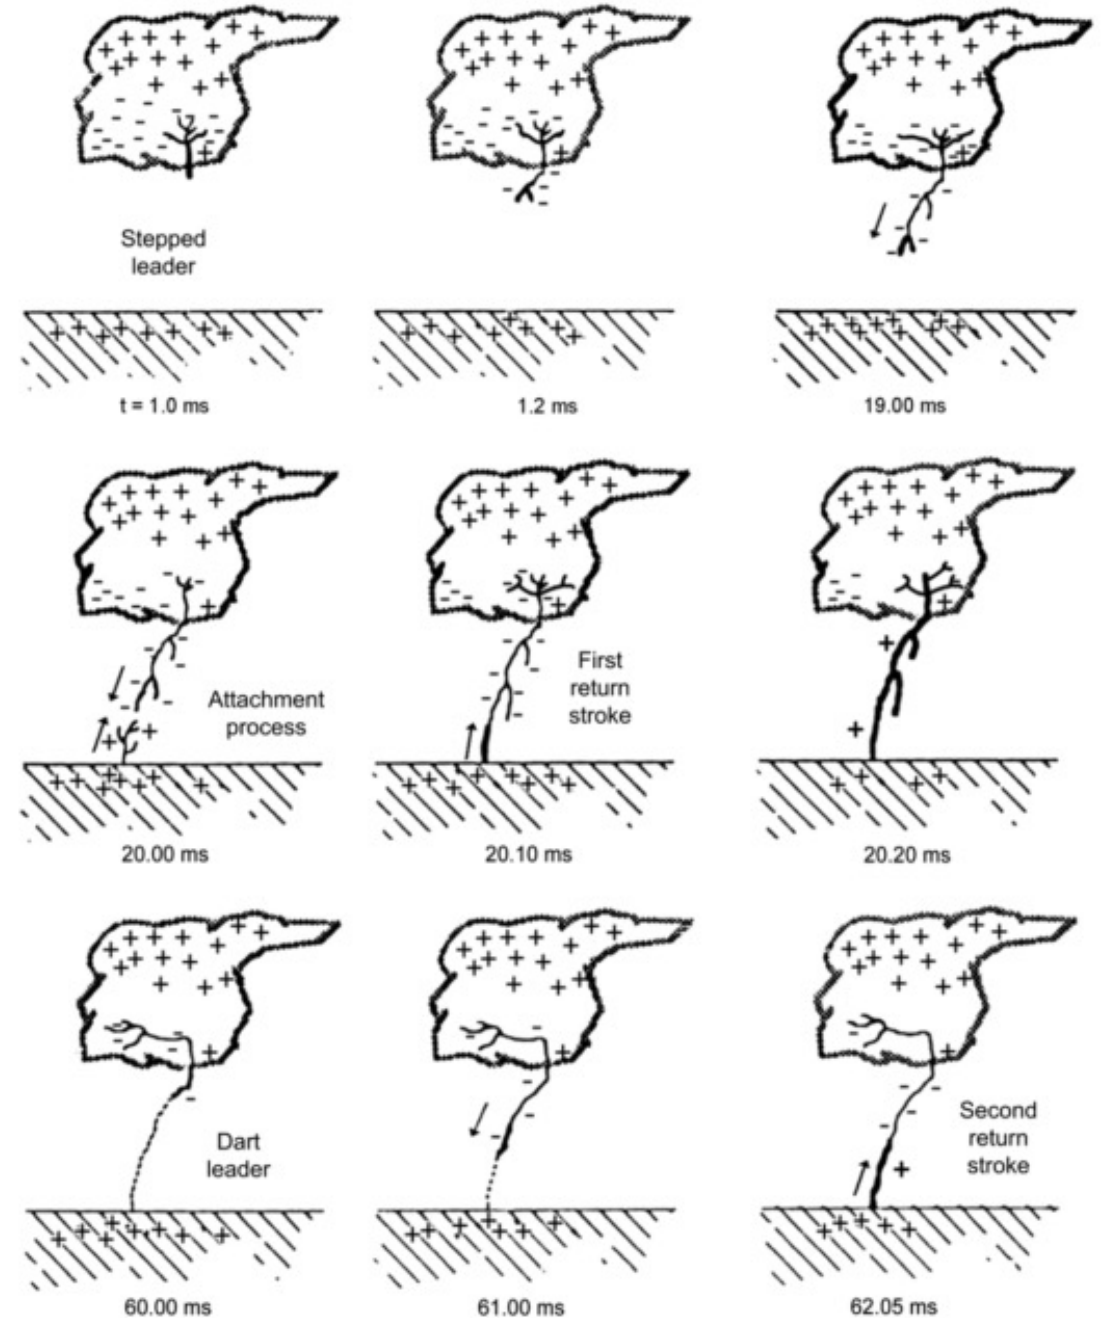 Stepped
leader
t = 1.0 ms
1.2 ms
19.00 ms
Attachment
process
First
return
stroke
20.00 ms
20.10 ms
20.20 ms
Dart
leader
Second
return
stroke
60.00 ms
61.00 ms
62.05 ms